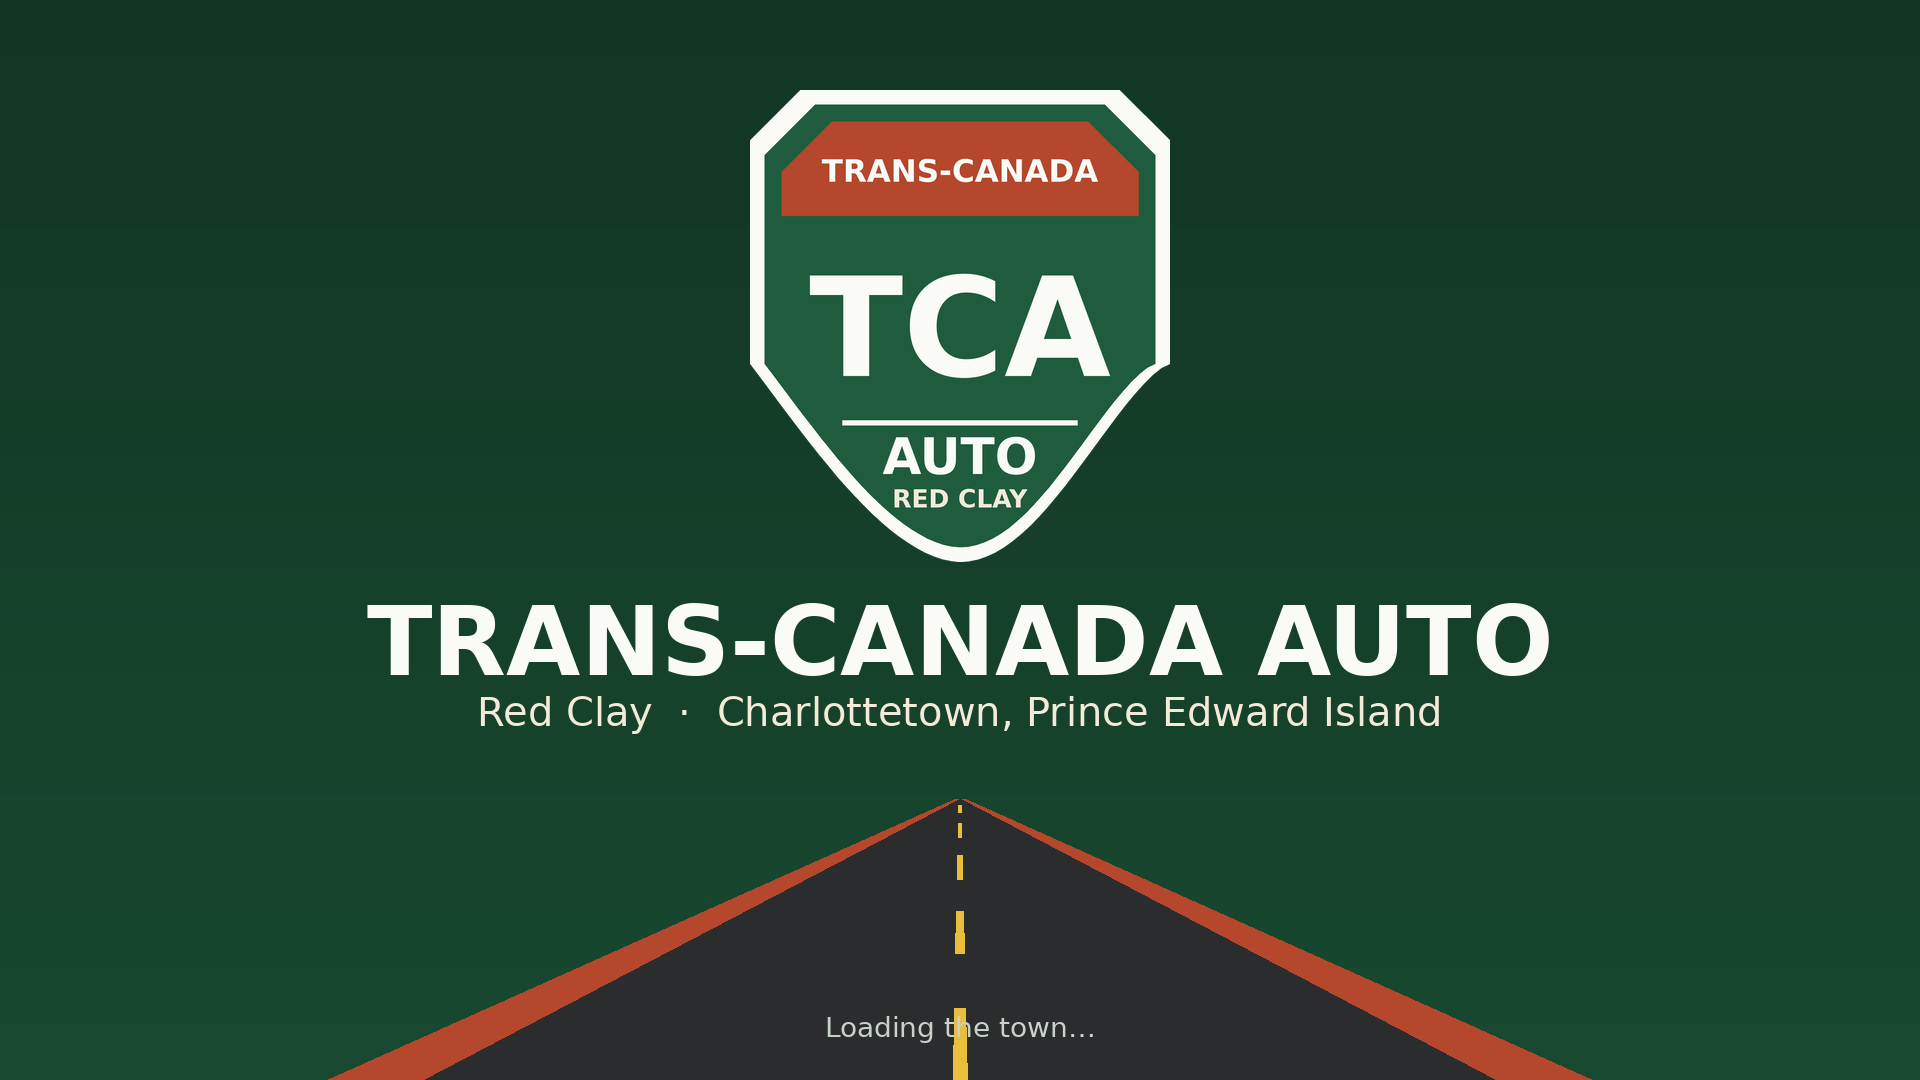 TRANS-CANADA
TCA
AUTO
RED CLAY
TRANS-CANADA AUTO
Red Clay · Charlottetown, Prince Edward Island
Loading the town...